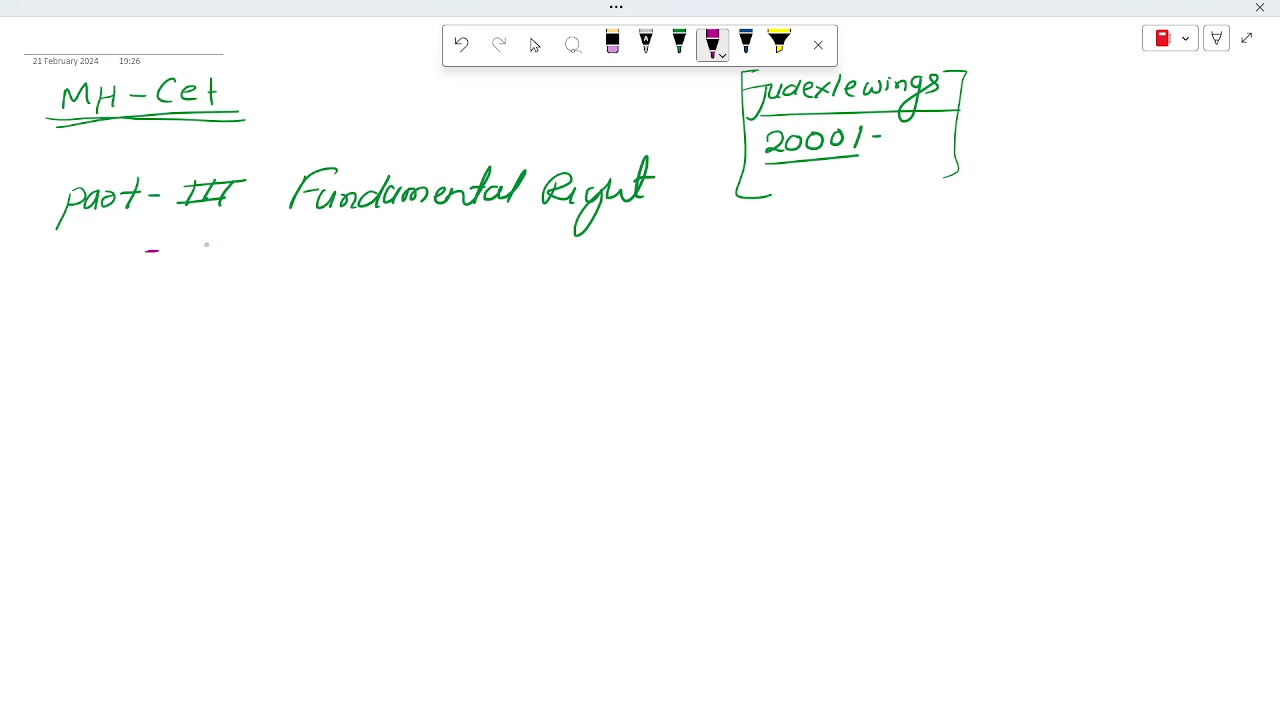 21 February 2024 19:26
MH - Cet
Judexlewings
20001 -
part - III Fundamental Right
-